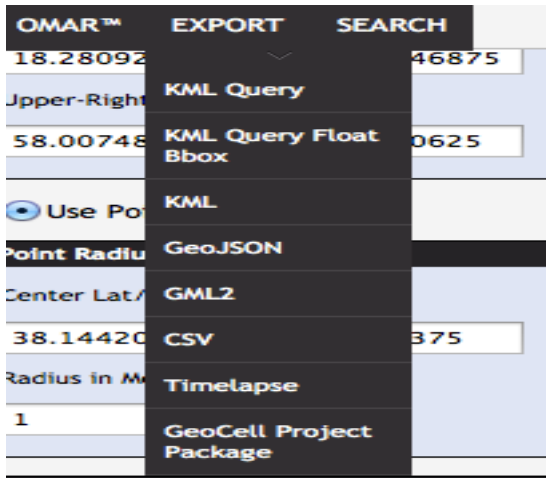 OMAR™ EXPORT SEARCH
18.28092 46875
KML Query
Upper-Right
KML Query Float
Bbox
58.00748 0625
KML
Use Po
GeoJSON
Point Radiu
Center Lat/
GML2
38.14420 375
CSV
Radius in Me
Timelapse
1
GeoCell Project
Package